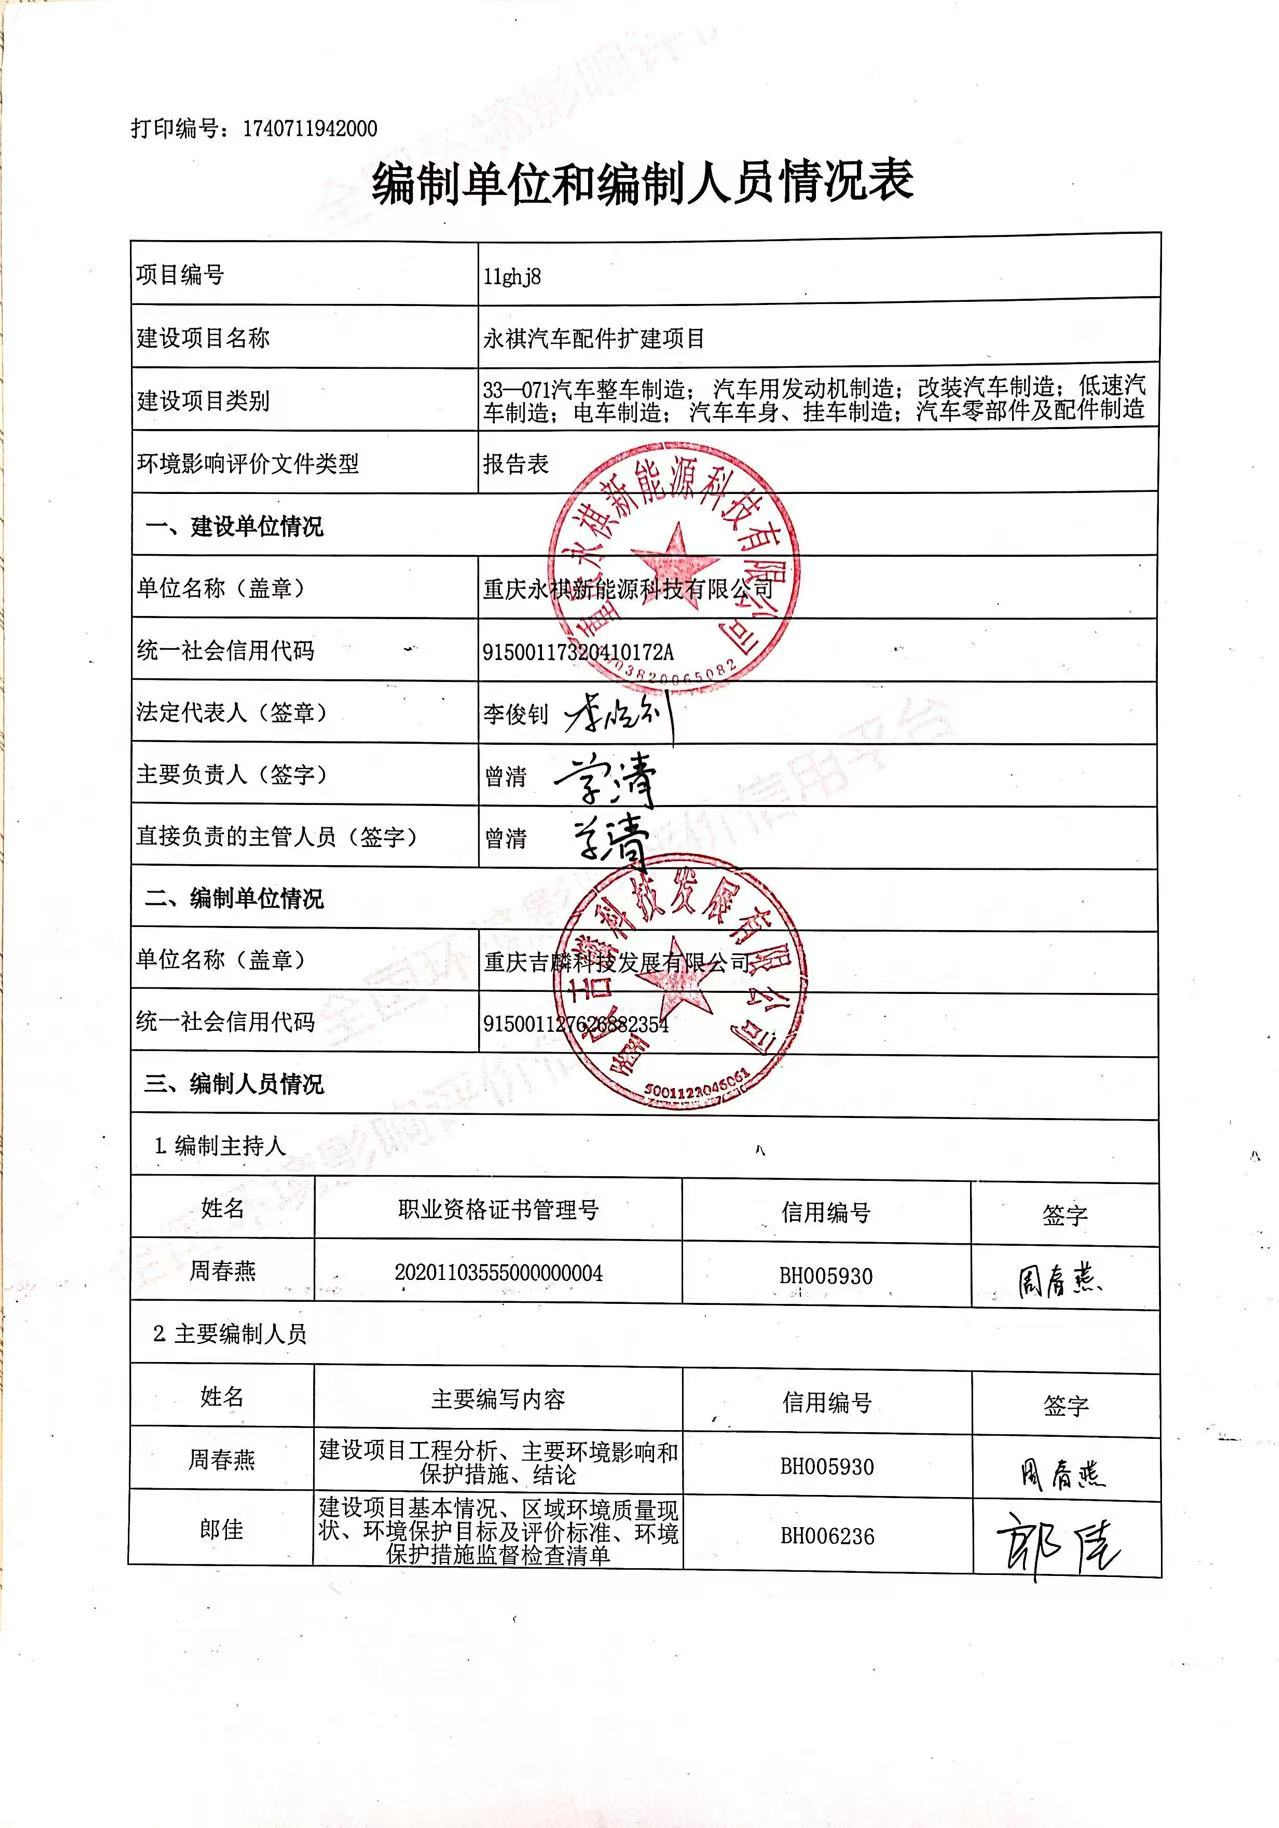 打印编号：1740711942000
编制单位和编制人员情况表
项目编号 11ghj8
建设项目名称 永祺汽车配件扩建项目
建设项目类别 33—071汽车整车制造；汽车用发动机制造；改装汽车制造；低速汽
车制造；电车制造；汽车车身、挂车制造；汽车零部件及配件制造
环境影响评价文件类型 报告表
一、建设单位情况
单位名称（盖章） 重庆永祺新能源科技有限公司
统一社会信用代码 91500117320410172A
法定代表人（签章） 李俊钊
主要负责人（签字） 曾清
直接负责的主管人员（签字） 曾清
二、编制单位情况
单位名称（盖章） 重庆吉麟科技发展有限公司
统一社会信用代码 915001127626882354
5001122046061
三、编制人员情况
1.编制主持人
姓名 职业资格证书管理号 信用编号 签字
周春燕 20201103555000000004 BH005930 周春燕
2.主要编制人员
姓名 主要编写内容 信用编号 签字
周春燕 建设项目工程分析、主要环境影响和
保护措施、结论 BH005930 周春燕
郎佳 建设项目基本情况、区域环境质量现
状、环境保护目标及评价标准、环境
保护措施监督检查清单 BH006236 郎佳